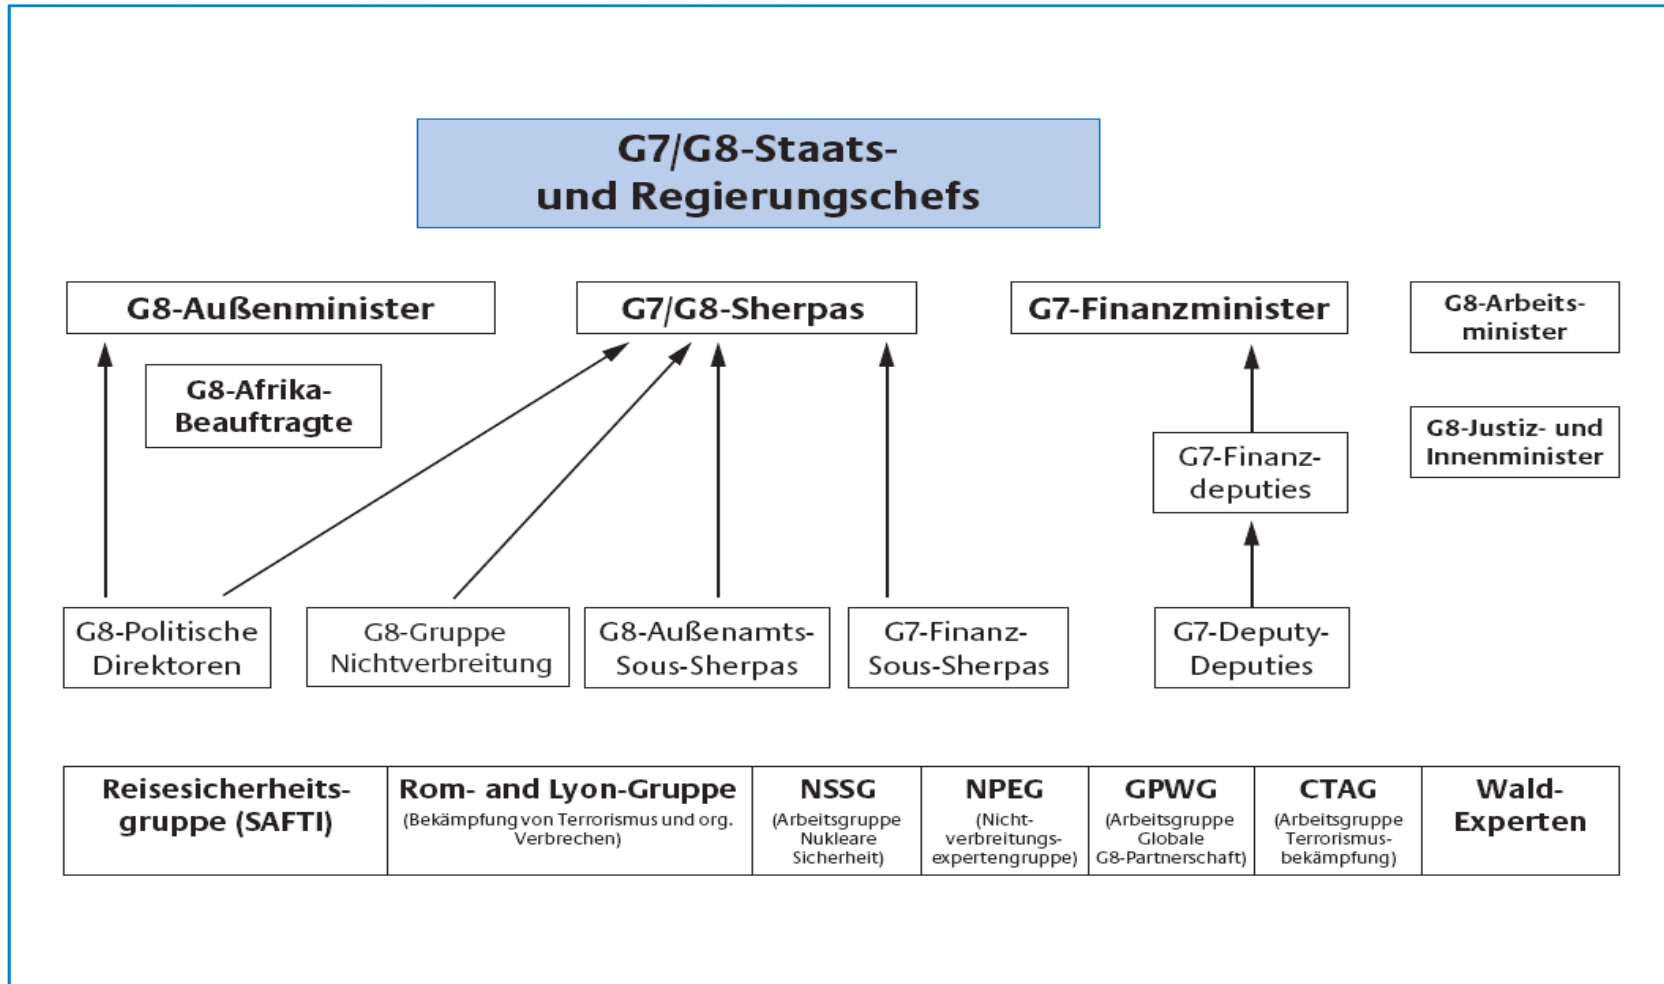 G7/G8-Staats-
und Regierungschefs
G8-Außenminister
G7/G8-Sherpas
G7-Finanzminister
G8-Arbeits-
minister
G8-Afrika-
Beauftragte
G8-Justiz- und
Innenminister
G7-Finanz-
deputies
G8-Politische
Direktoren
G8-Gruppe
Nichtverbreitung
G8-Außenamts-
Sous-Sherpas
G7-Finanz-
Sous-Sherpas
G7-Deputy-
Deputies
Reisesicherheits-
gruppe (SAFTI)
Rom- and Lyon-Gruppe
(Bekämpfung von Terrorismus und org.
Verbrechen)
NSSG
(Arbeitsgruppe
Nukleare
Sicherheit)
NPEG
(Nicht-
verbreitungs-
expertengruppe)
GPWG
(Arbeitsgruppe
Globale
G8-Partnerschaft)
CTAG
(Arbeitsgruppe
Terrorismus-
bekämpfung)
Wald-
Experten